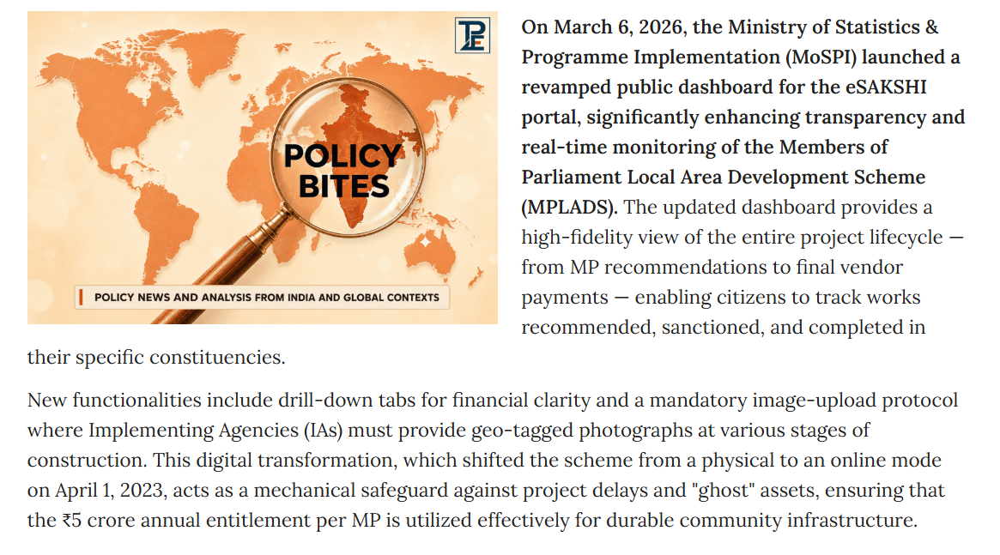 TPE
POLICY
BITES
POLICY NEWS AND ANALYSIS FROM INDIA AND GLOBAL CONTEXTS
On March 6, 2026, the Ministry of Statistics &
Programme Implementation (MoSPI) launched a
revamped public dashboard for the eSAKSHI
portal, significantly enhancing transparency and
real-time monitoring of the Members of
Parliament Local Area Development Scheme
(MPLADS). The updated dashboard provides a
high-fidelity view of the entire project lifecycle —
from MP recommendations to final vendor
payments — enabling citizens to track works
recommended, sanctioned, and completed in
their specific constituencies.
New functionalities include drill-down tabs for financial clarity and a mandatory image-upload protocol
where Implementing Agencies (IAs) must provide geo-tagged photographs at various stages of
construction. This digital transformation, which shifted the scheme from a physical to an online mode
on April 1, 2023, acts as a mechanical safeguard against project delays and "ghost" assets, ensuring that
the ₹5 crore annual entitlement per MP is utilized effectively for durable community infrastructure.